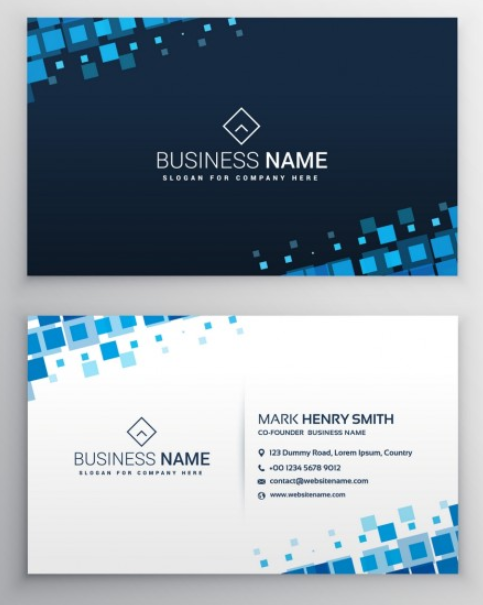 BUSINESS NAME
SLOGAN FOR COMPANY HERE
BUSINESS NAME
SLOGAN FOR COMPANY HERE
MARK HENRY SMITH
CO-FOUNDER BUSINESS NAME
123 Dummy Road, Lorem Ipsum, Country
+00 1234 5678 9012
contact@websitename.com
www.websitename.com